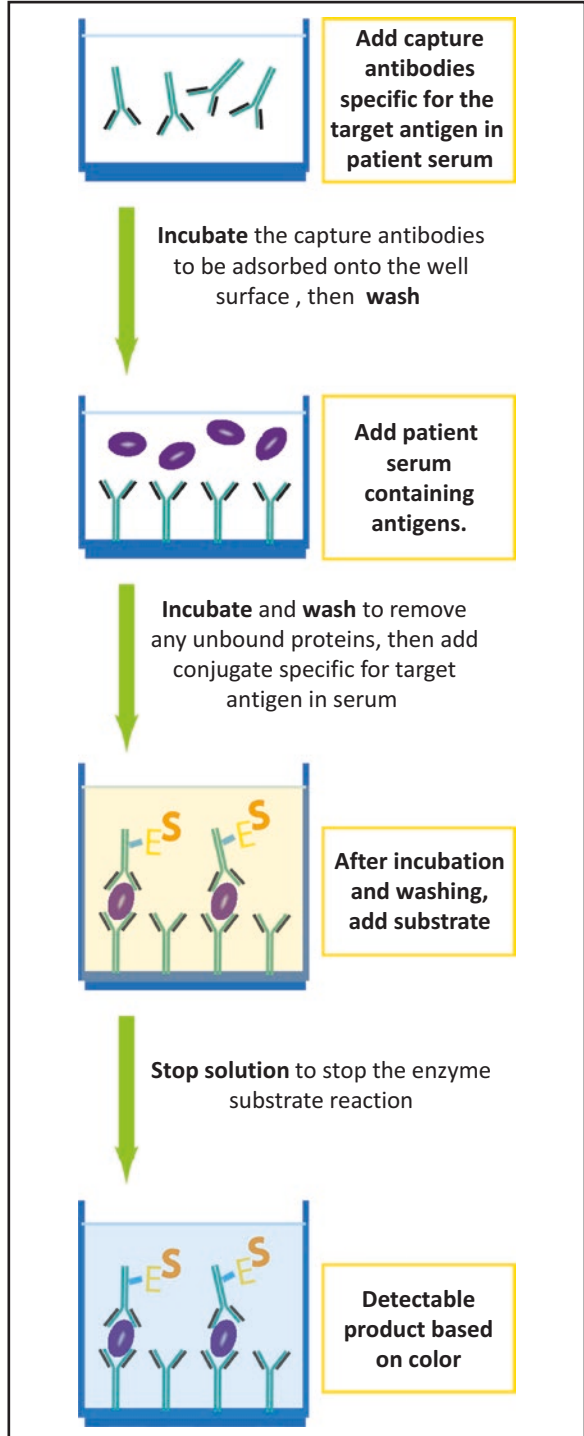 Add capture
antibodies
specific for the
target antigen in
patient serum
Incubate the capture antibodies
to be adsorbed onto the well
surface , then wash
Add patient
serum
containing
antigens.
Incubate and wash to remove
any unbound proteins, then add
conjugate specific for target
antigen in serum
E S E S
After incubation
and washing,
add substrate
Stop solution to stop the enzyme
substrate reaction
E S E S
Detectable
product based
on color